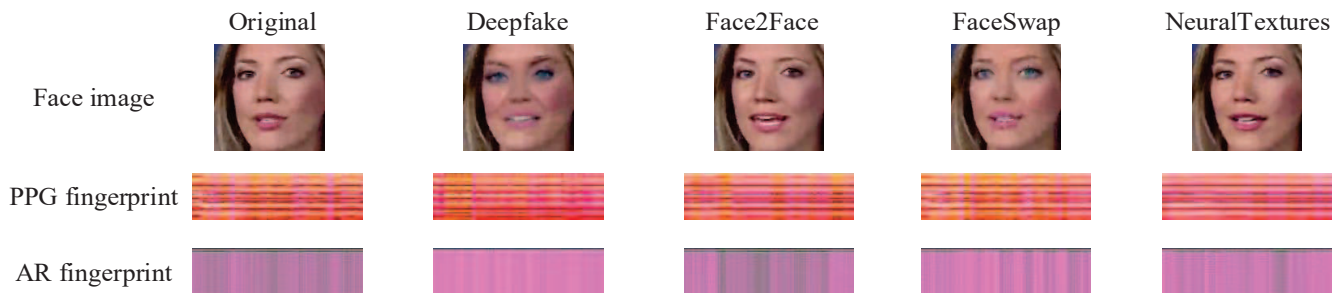 Original Deepfake Face2Face FaceSwap NeuralTextures
Face image
PPG fingerprint
AR fingerprint